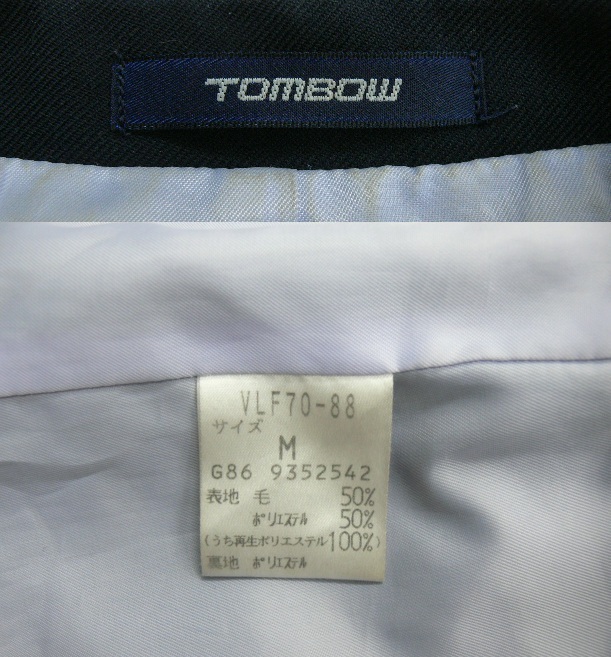 TOMBOW
VLF70-88
サイズ
M
G86 9352542
表地 毛 50%
ポリエステル 50%
(うち再生ポリエステル100%)
裏地 ポリエステル